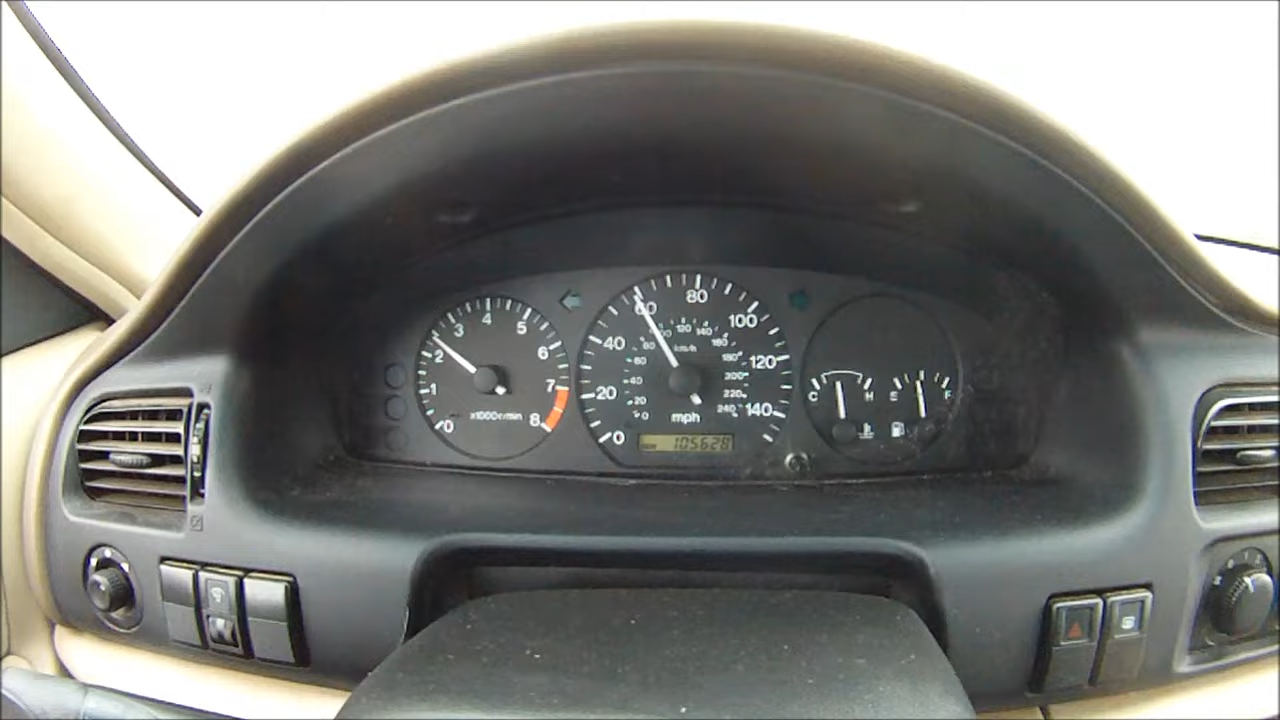 0 1 2 3 4 5 6 7 8
x1000r/min
0 20 40 60 80 100 120 140
0 20 40 60 80 120 140 160 180 200 220 240
km/h
mph
105628
C H
E F